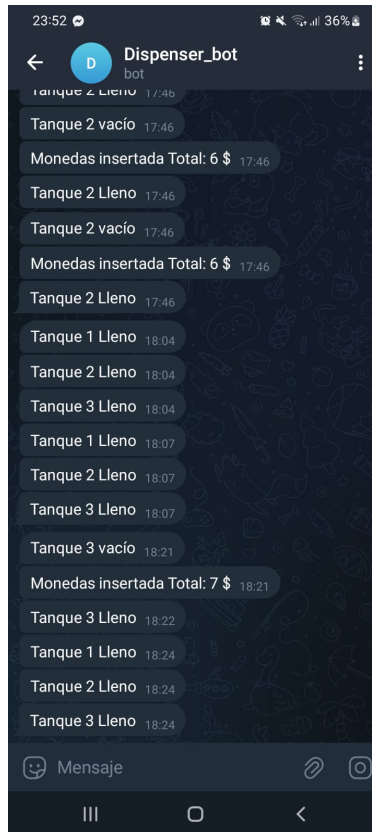 23:52
36%
D
Dispenser_bot
bot
Tanque 2 Lleno 17:46
Tanque 2 vacío 17:46
Monedas insertada Total: 6 $ 17:46
Tanque 2 Lleno 17:46
Tanque 2 vacío 17:46
Monedas insertada Total: 6 $ 17:46
Tanque 2 Lleno 17:46
Tanque 1 Lleno 18:04
Tanque 2 Lleno 18:04
Tanque 3 Lleno 18:04
Tanque 1 Lleno 18:07
Tanque 2 Lleno 18:07
Tanque 3 Lleno 18:07
Tanque 3 vacío 18:21
Monedas insertada Total: 7 $ 18:21
Tanque 3 Lleno 18:22
Tanque 1 Lleno 18:24
Tanque 2 Lleno 18:24
Tanque 3 Lleno 18:24
Mensaje